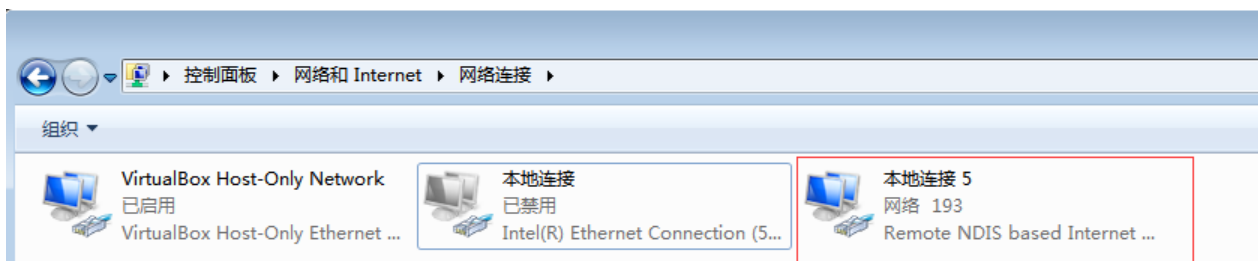 控制面板 网络和 Internet 网络连接
组织
VirtualBox Host-Only Network
已启用
VirtualBox Host-Only Ethernet ...
本地连接
已禁用
Intel(R) Ethernet Connection (5...
本地连接 5
网络 193
Remote NDIS based Internet ...